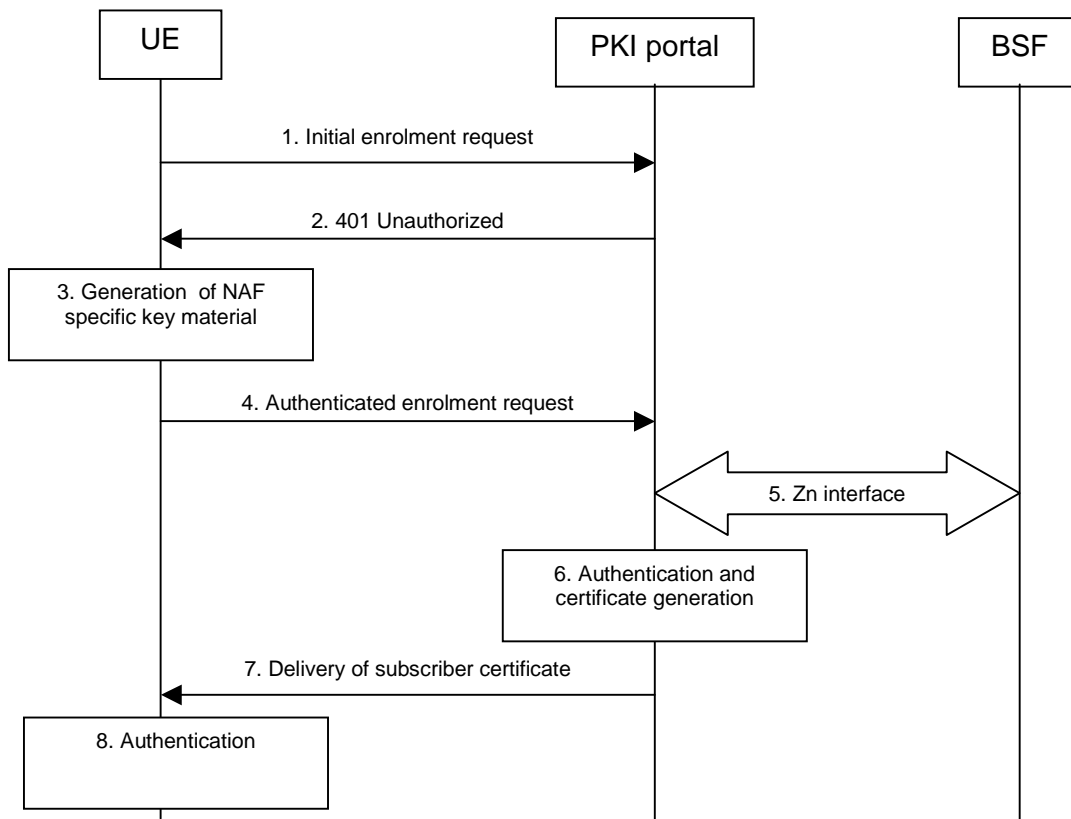 UE
PKI portal
BSF
1. Initial enrolment request
2. 401 Unauthorized
3. Generation of NAF
specific key material
4. Authenticated enrolment request
5. Zn interface
6. Authentication and
certificate generation
7. Delivery of subscriber certificate
8. Authentication